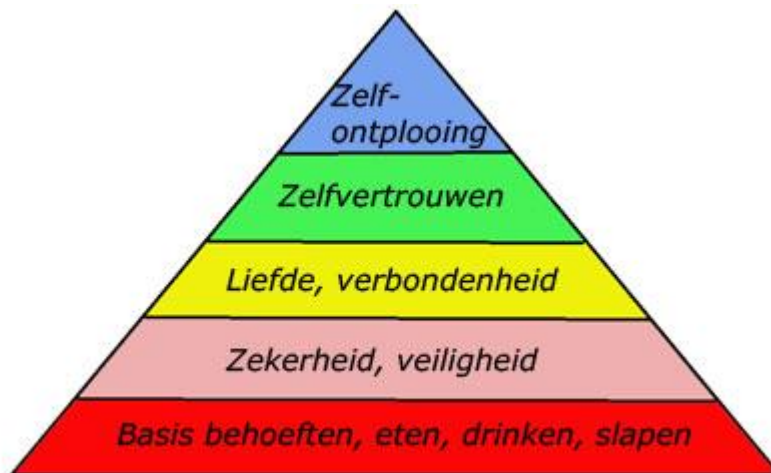 Zelf-
ontplooing
Zelfvertrouwen
Liefde, verbondenheid
Zekerheid, veiligheid
Basis behoeften, eten, drinken, slapen